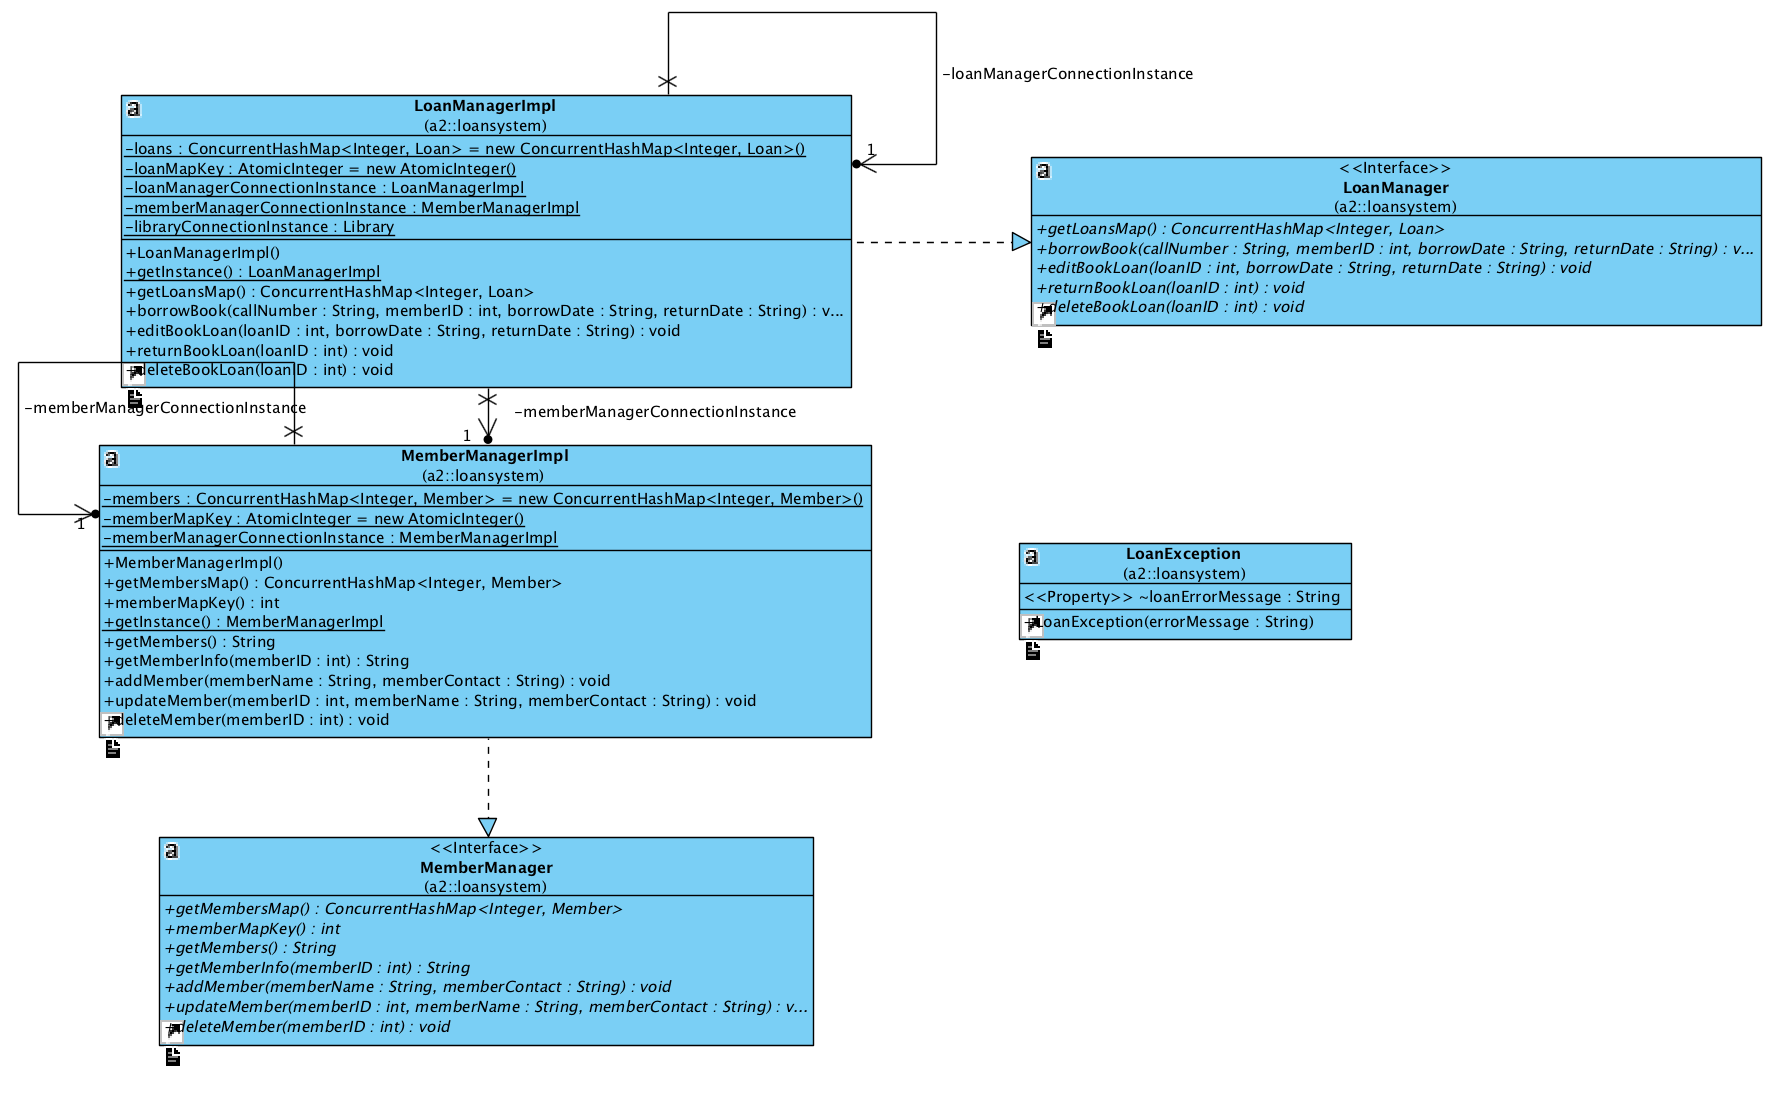 -loanManagerConnectionInstance
1
LoanManagerImpl
(a2::loansystem)
-loans : ConcurrentHashMap<Integer, Loan> = new ConcurrentHashMap<Integer, Loan>()
-loanMapKey : AtomicInteger = new AtomicInteger()
-loanManagerConnectionInstance : LoanManagerImpl
-memberManagerConnectionInstance : MemberManagerImpl
-libraryConnectionInstance : Library
+LoanManagerImpl()
+getInstance() : LoanManagerImpl
+getLoansMap() : ConcurrentHashMap<Integer, Loan>
+borrowBook(callNumber : String, memberID : int, borrowDate : String, returnDate : String) : v...
+editBookLoan(loanID : int, borrowDate : String, returnDate : String) : void
+returnBookLoan(loanID : int) : void
+deleteBookLoan(loanID : int) : void
<<Interface>>
LoanManager
(a2::loansystem)
+getLoansMap() : ConcurrentHashMap<Integer, Loan>
+borrowBook(callNumber : String, memberID : int, borrowDate : String, returnDate : String) : v...
+editBookLoan(loanID : int, borrowDate : String, returnDate : String) : void
+returnBookLoan(loanID : int) : void
+deleteBookLoan(loanID : int) : void
-memberManagerConnectionInstance
1
-memberManagerConnectionInstance
1
MemberManagerImpl
(a2::loansystem)
-members : ConcurrentHashMap<Integer, Member> = new ConcurrentHashMap<Integer, Member>()
-memberMapKey : AtomicInteger = new AtomicInteger()
-memberManagerConnectionInstance : MemberManagerImpl
+MemberManagerImpl()
+getMembersMap() : ConcurrentHashMap<Integer, Member>
+memberMapKey() : int
+getInstance() : MemberManagerImpl
+getMembers() : String
+getMemberInfo(memberID : int) : String
+addMember(memberName : String, memberContact : String) : void
+updateMember(memberID : int, memberName : String, memberContact : String) : void
+deleteMember(memberID : int) : void
LoanException
(a2::loansystem)
<<Property>> ~loanErrorMessage : String
+LoanException(errorMessage : String)
<<Interface>>
MemberManager
(a2::loansystem)
+getMembersMap() : ConcurrentHashMap<Integer, Member>
+memberMapKey() : int
+getMembers() : String
+getMemberInfo(memberID : int) : String
+addMember(memberName : String, memberContact : String) : void
+updateMember(memberID : int, memberName : String, memberContact : String) : v...
+deleteMember(memberID : int) : void